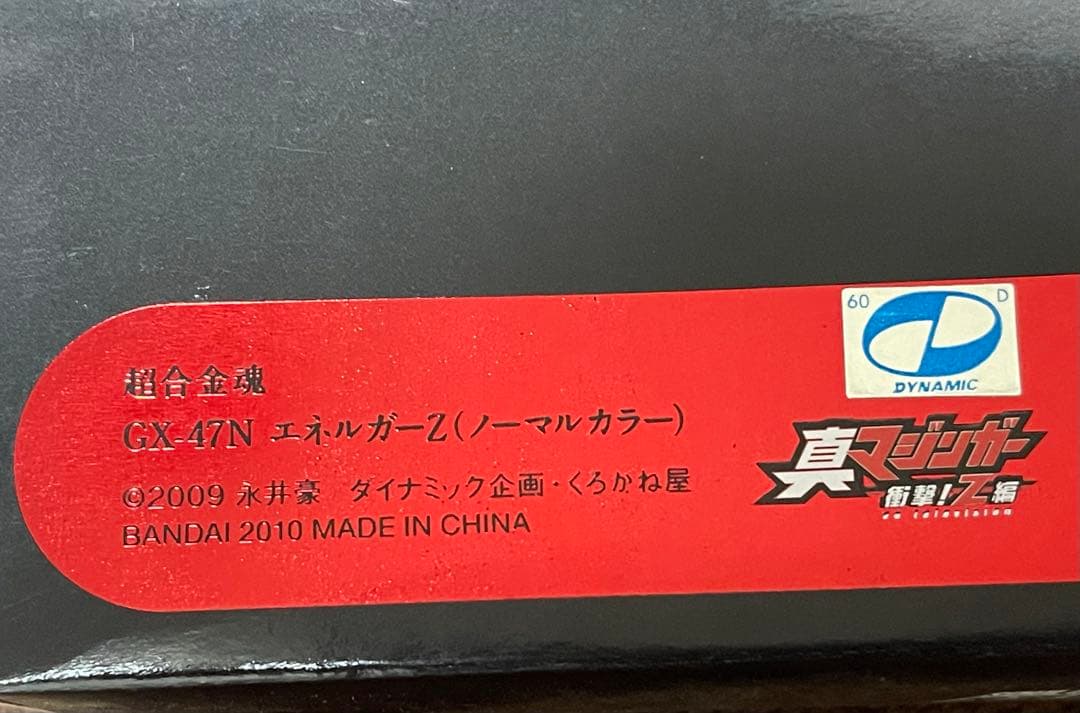 60 D
DYNAMIC
超合金魂
GX-47N エネルガーZ(ノーマルカラー)
©2009 永井豪 ダイナミック企画・くろがね屋
BANDAI 2010 MADE IN CHINA
真マジンガー
衝撃!Z編
on television